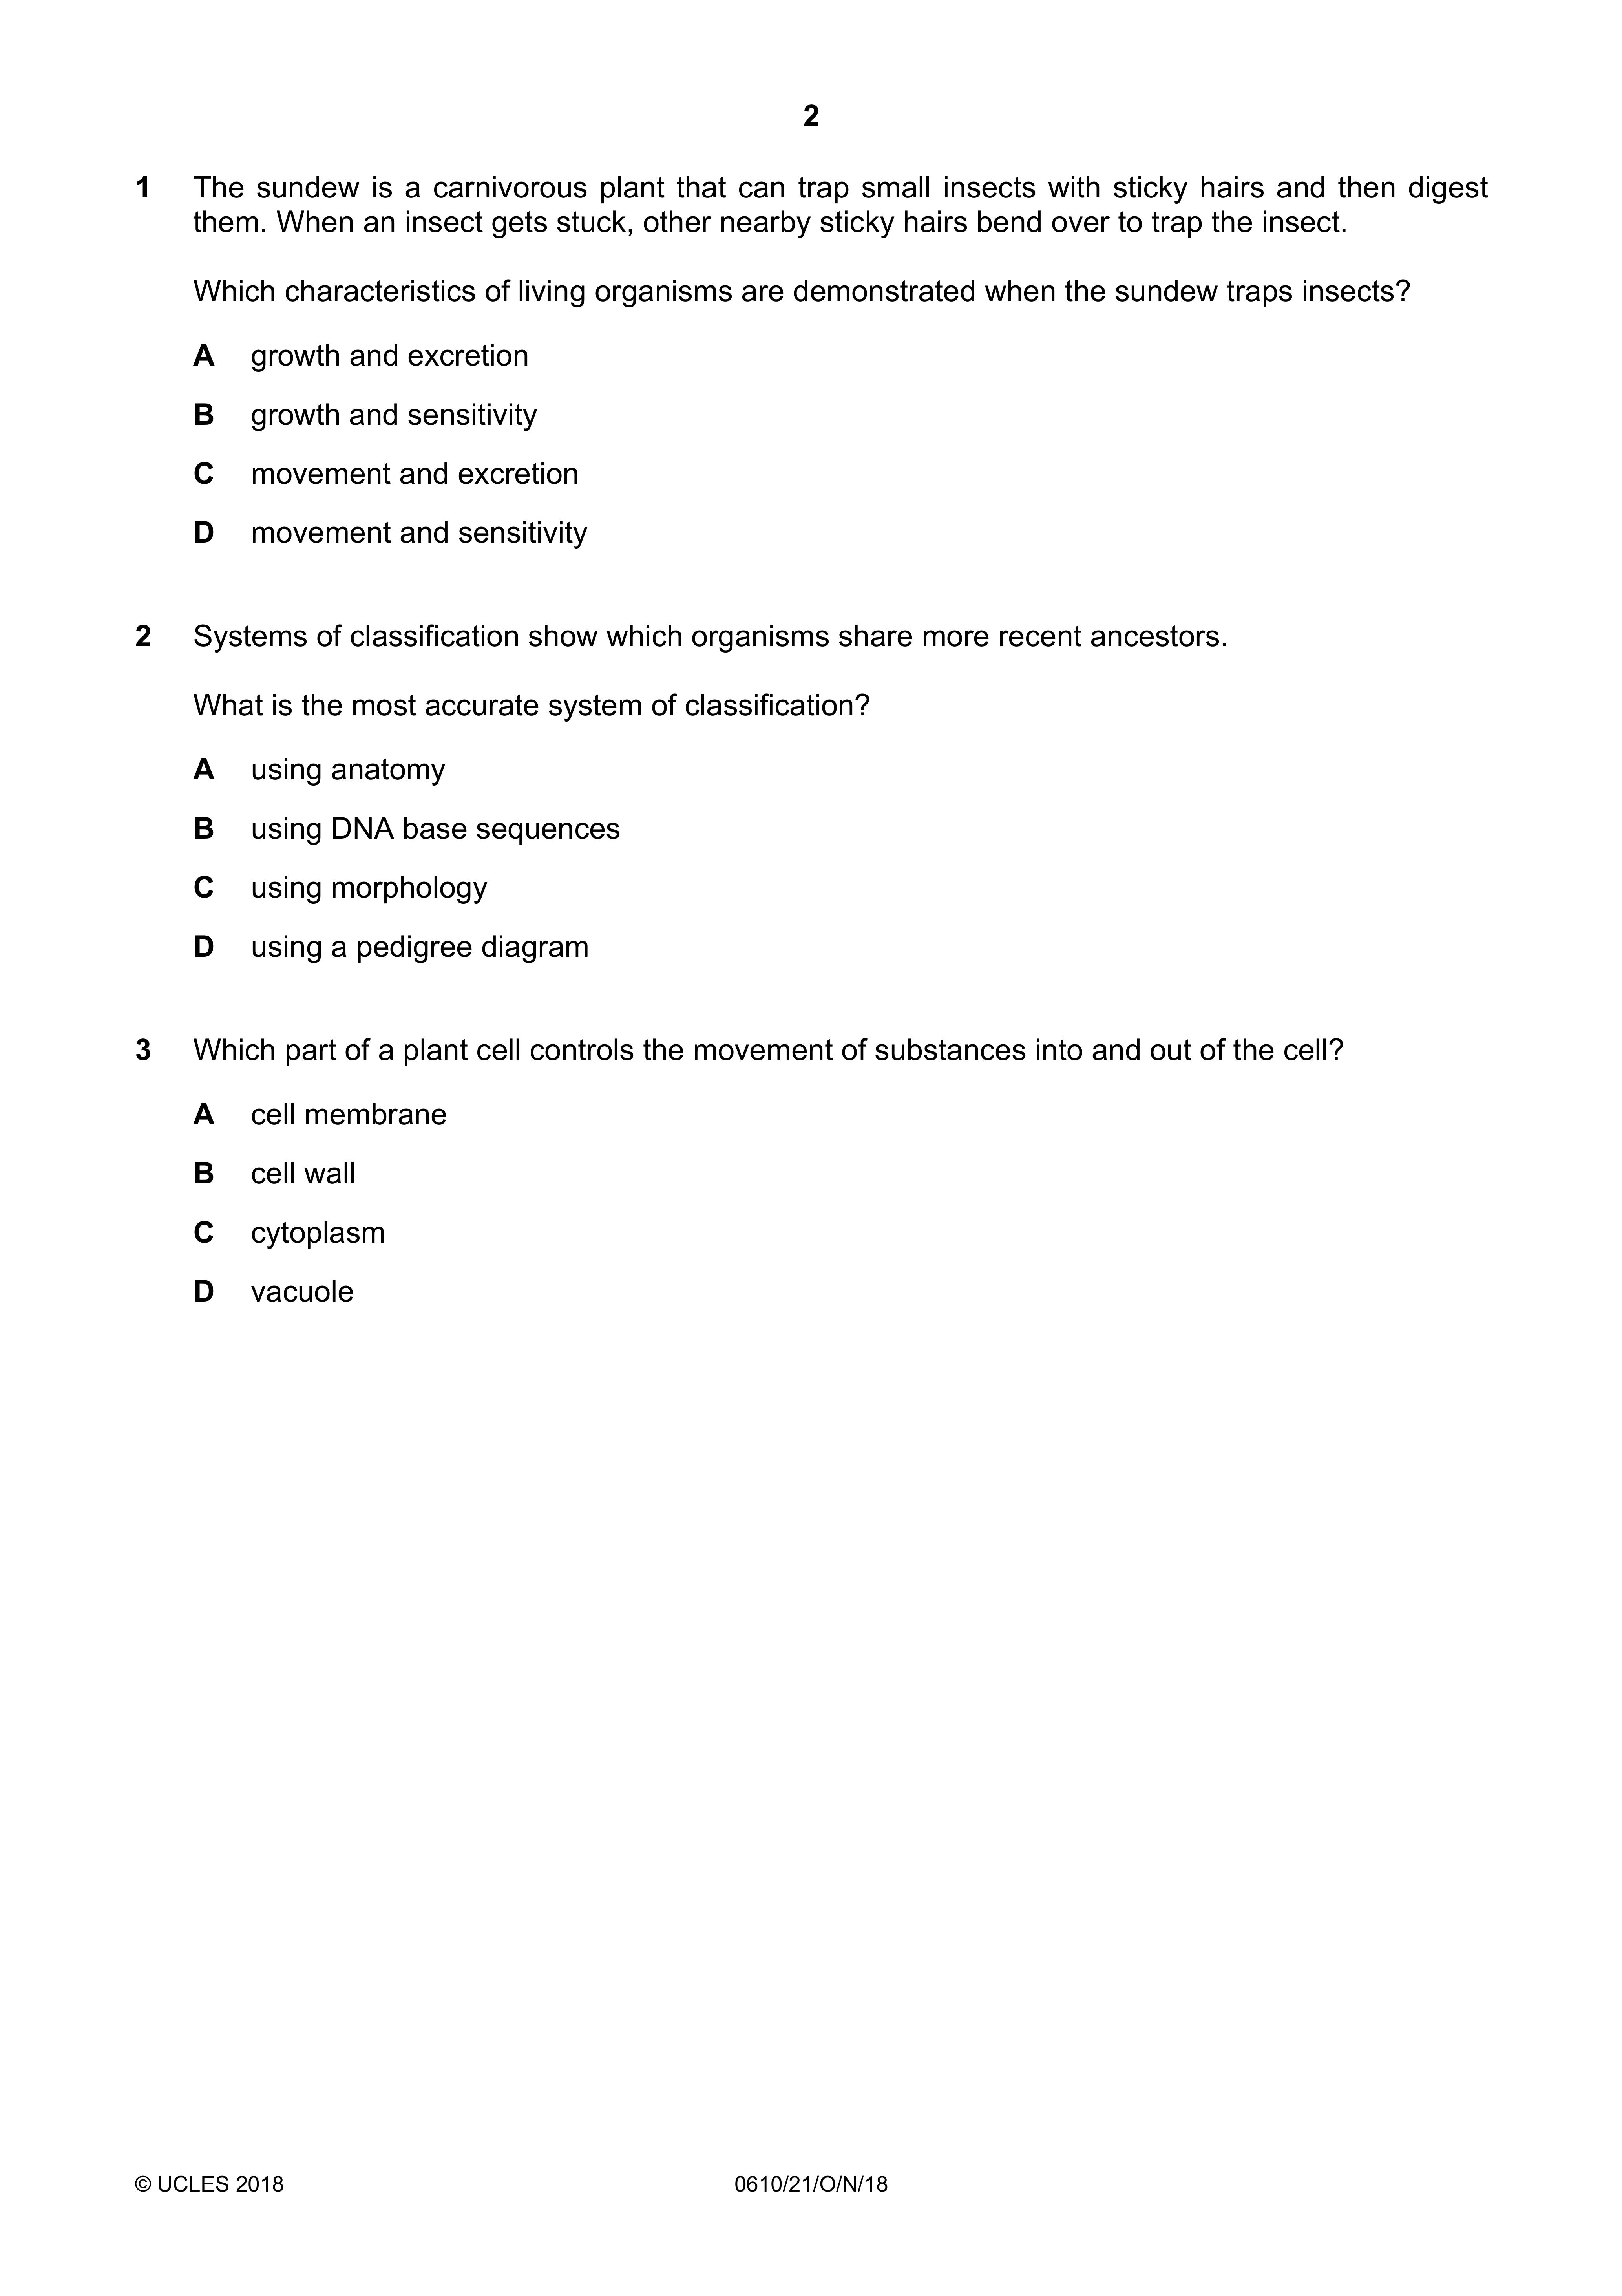 2
1 The sundew is a carnivorous plant that can trap small insects with sticky hairs and then digest
them. When an insect gets stuck, other nearby sticky hairs bend over to trap the insect.
Which characteristics of living organisms are demonstrated when the sundew traps insects?
A growth and excretion
B growth and sensitivity
C movement and excretion
D movement and sensitivity
2 Systems of classification show which organisms share more recent ancestors.
What is the most accurate system of classification?
A using anatomy
B using DNA base sequences
C using morphology
D using a pedigree diagram
3 Which part of a plant cell controls the movement of substances into and out of the cell?
A cell membrane
B cell wall
C cytoplasm
D vacuole
© UCLES 2018 0610/21/O/N/18